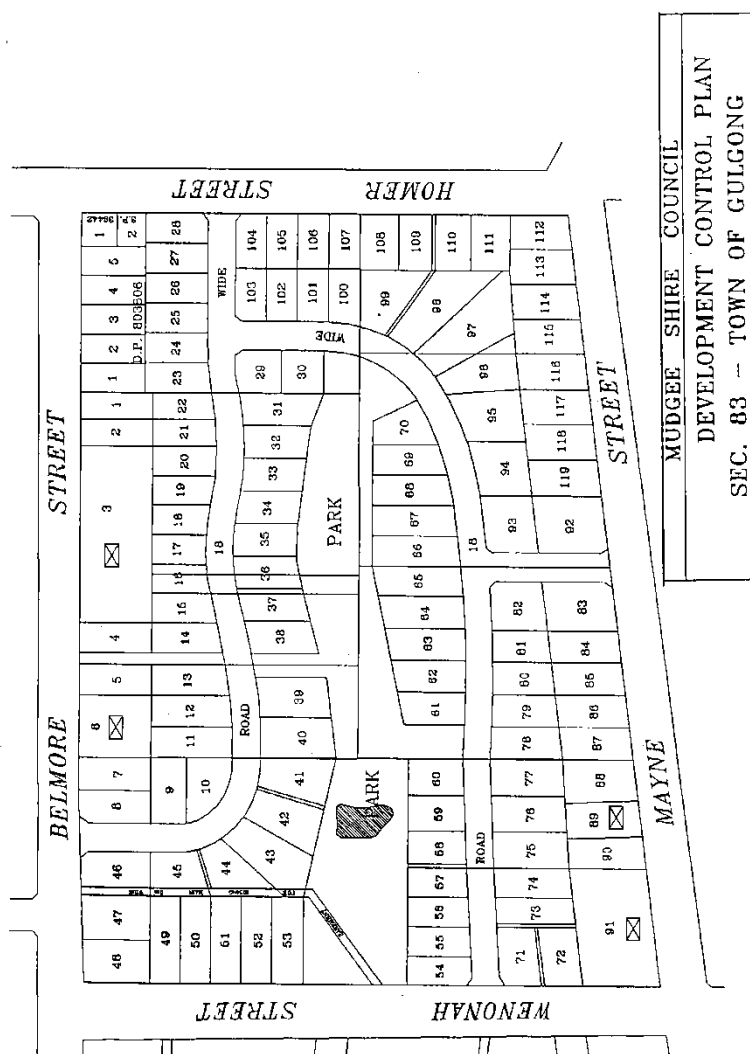 MUDGEE SHIRE COUNCIL
DEVELOPMENT CONTROL PLAN
SEC. 83 – TOWN OF GULGONG
BELMORE STREET
HOMER STREET
WENONAH STREET
MAYNE STREET
48 47 46 8 7 6 5 4 3 2 1
1 2 3 4 5 1
2
S.P. 38442
D.P. 803806
49 50 51 52 53
45 44 43 42 41
9 10 11 12 13 14 15 16 17 18 19 20 21 22 23 24 25 26 27 28
ROAD 18 WIDE
40 39 38 37 36 35 34 33 32 31 30 29
103 102 101 100
104 105 106 107 108 109 110 111
PARK
PARK
54 55 56 57 58 59 60 61 62 63 64 65 66 67 68 69 70
ROAD 18 WIDE
71 72 73 74 75 76 77 78 79 80 81 82 93 94 95 96 97 98 99
91 90 89 88 87 86 85 84 83 92 119 118 117 116 115 114 113 112